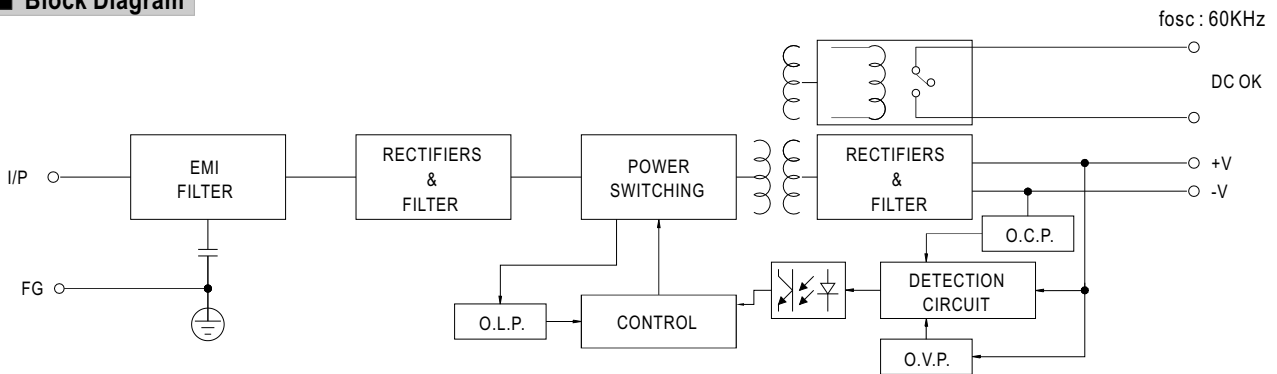 ■ Block Diagram
fosc : 60KHz
DC OK
I/P
EMI
FILTER
RECTIFIERS
&
FILTER
POWER
SWITCHING
RECTIFIERS
&
FILTER
+V
-V
O.C.P.
FG
O.L.P.
CONTROL
DETECTION
CIRCUIT
O.V.P.